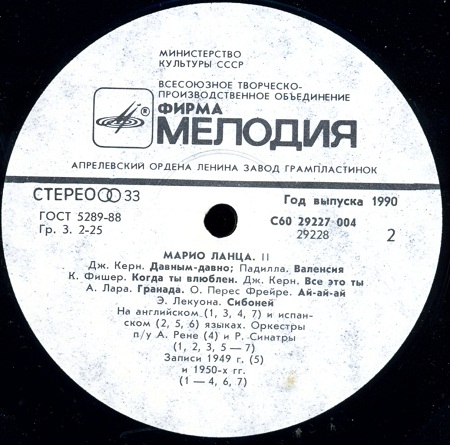 МИНИСТЕРСТВО
КУЛЬТУРЫ СССР
ВСЕСОЮЗНОЕ ТВОРЧЕСКО-
ПРОИЗВОДСТВЕННОЕ ОБЪЕДИНЕНИЕ
ФИРМА
® МЕЛОДИЯ
АПРЕЛЕВСКИЙ ОРДЕНА ЛЕНИНА ЗАВОД ГРАМПЛАСТИНОК
СТЕРЕО 33
ГОСТ 5289-88
Гр. 3. 2-25
Год выпуска 1990
С60 29227 004
29228
2
МАРИО ЛАНЦА. II
Дж. Керн. Давным-давно; Падилла. Валенсия
К. Фишер. Когда ты влюблен. Дж. Керн. Все это ты
А. Лара. Гранада. О. Перес Фрейре. Ай-ай-ай
Э. Лекуона. Сибоней
На английском (1, 3, 4, 7) и испан-
ском (2, 5, 6) языках. Оркестры
п/у А. Рене (4) и Р. Синатры
(1, 2, 3, 5 — 7)
Записи 1949 г. (5)
и 1950-х гг.
(1 — 4, 6, 7)